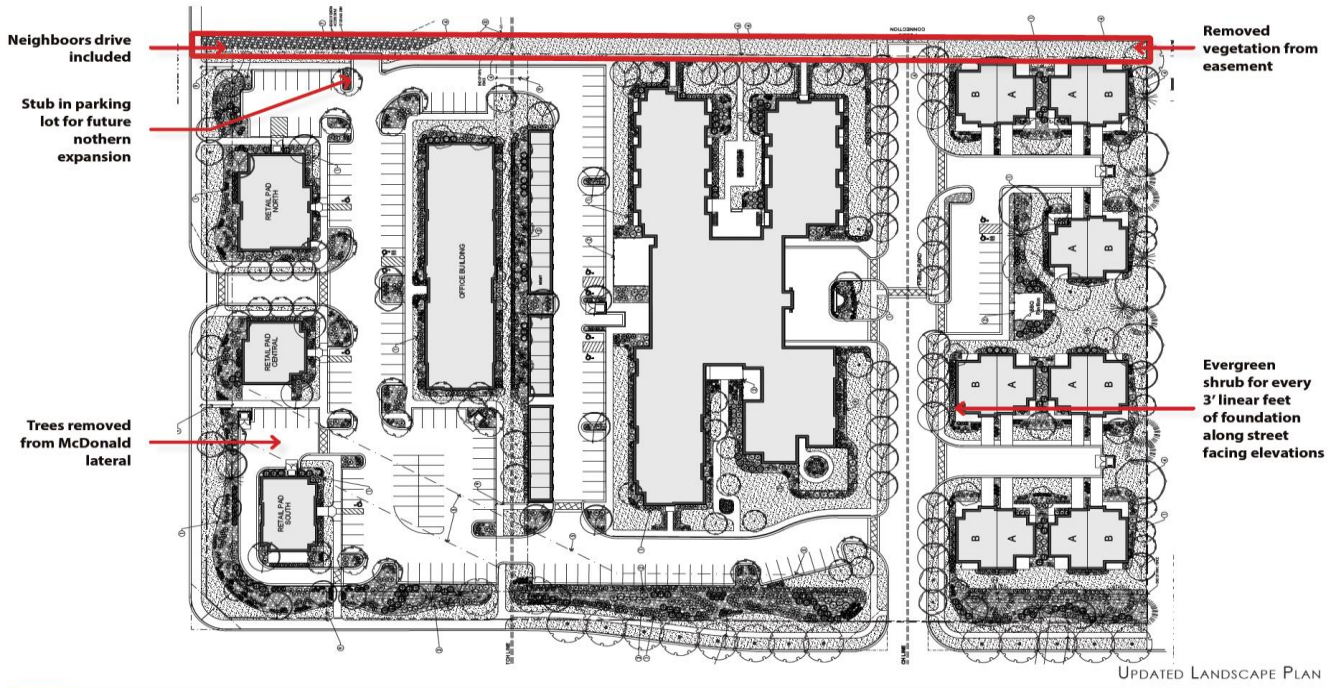 Neighbors drive
included
Stub in parking
lot for future
nothern
expansion
Trees removed
from McDonald
lateral
Removed
vegetation from
easement
Evergreen
shrub for every
3' linear feet
of foundation
along street
facing elevations
CONNECTION
RETAIL PAD
NORTH
RETAIL PAD
CENTRAL
RETAIL PAD
SOUTH
OFFICE BUILDING
B
A
A
B
A
B
B
A
A
B
B
A
A
B
UPDATED LANDSCAPE PLAN